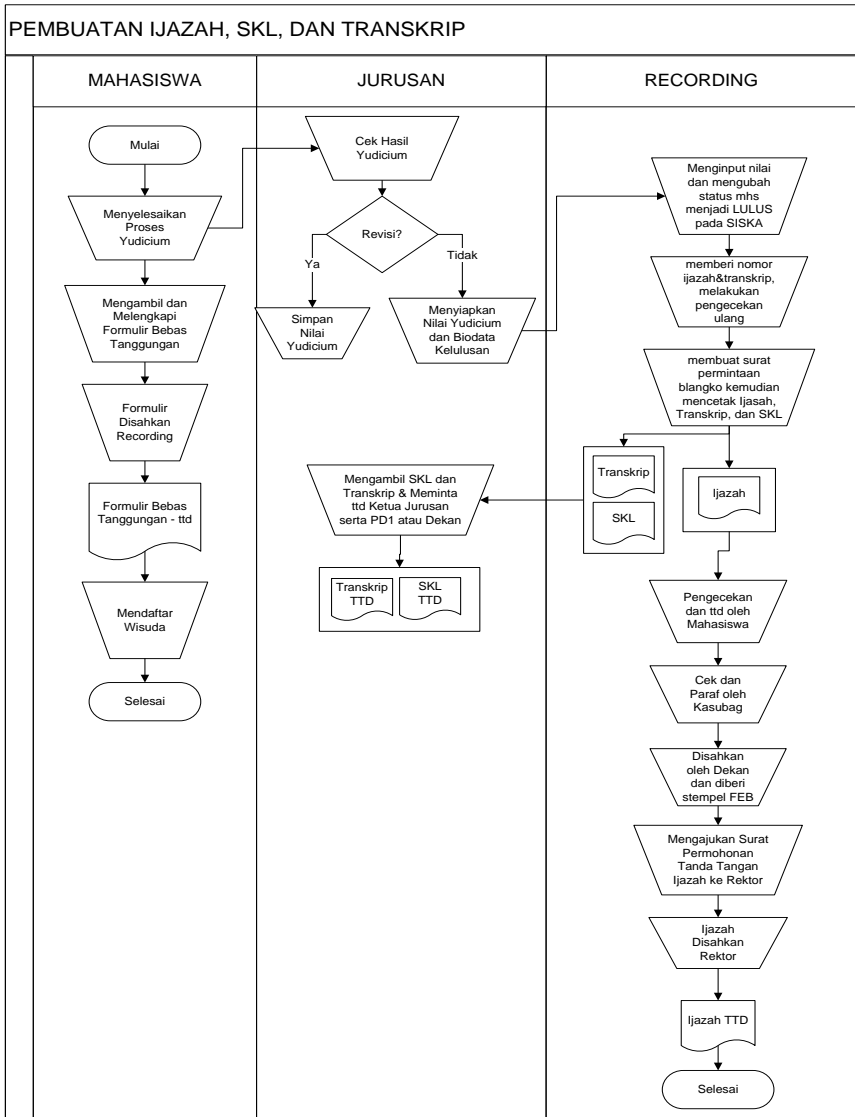 PEMBUATAN IJAZAH, SKL, DAN TRANSKRIP
MAHASISWA
JURUSAN
RECORDING
Mulai
Menyelesaikan
Proses
Yudicium
Mengambil dan
Melengkapi
Formulir Bebas
Tanggungan
Formulir
Disahkan
Recording
Formulir Bebas
Tanggungan - ttd
Mendaftar
Wisuda
Selesai
Cek Hasil
Yudicium
Revisi?
Ya
Tidak
Simpan
Nilai
Yudicium
Menyiapkan
Nilai Yudicium
dan Biodata
Kelulusan
Mengambil SKL dan
Transkrip & Meminta
ttd Ketua Jurusan
serta PD1 atau Dekan
Transkrip
TTD
SKL
TTD
Menginput nilai
dan mengubah
status mhs
menjadi LULUS
pada SISKA
memberi nomor
ijazah&transkrip,
melakukan
pengecekan
ulang
membuat surat
permintaan
blangko kemudian
mencetak Ijasah,
Transkrip, dan SKL
Transkrip
SKL
Ijazah
Pengecekan
dan ttd oleh
Mahasiswa
Cek dan
Paraf oleh
Kasubag
Disahkan
oleh Dekan
dan diberi
stempel FEB
Mengajukan Surat
Permohonan
Tanda Tangan
Ijazah ke Rektor
Ijazah
Disahkan
Rektor
Ijazah TTD
Selesai